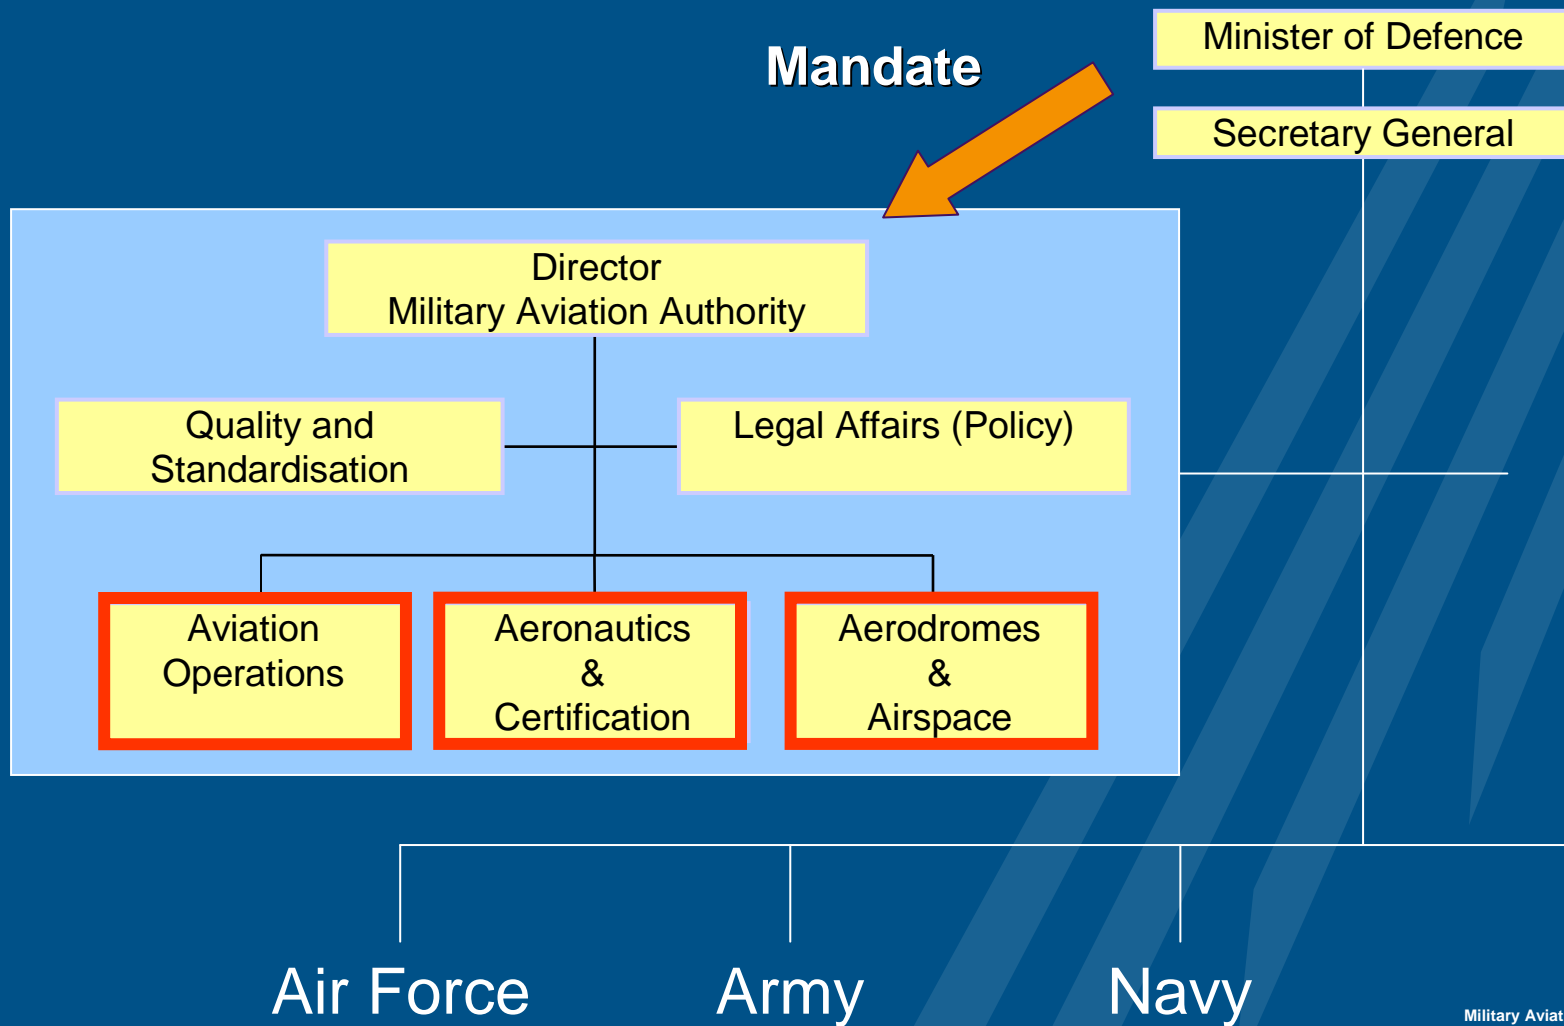 Mandate
Minister of Defence
Secretary General
Director
Military Aviation Authority
Quality and
Standardisation
Legal Affairs (Policy)
Aviation
Operations
Aeronautics
&
Certification
Aerodromes
&
Airspace
Air Force
Army
Navy
Military Aviat